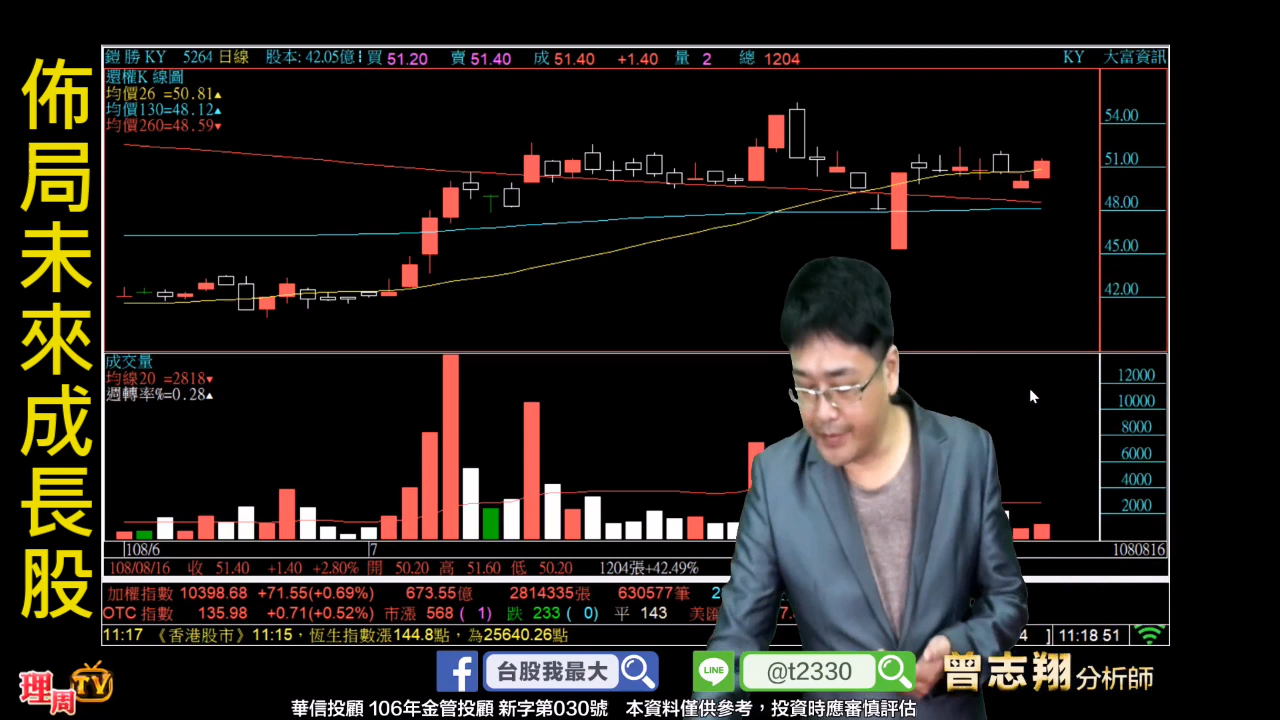 佈局未來成長股
鎧勝KY 5264 日線 股本: 42.05億 買 51.20 賣 51.40 成 51.40 +1.40 量 2 總 1204 KY 大富資訊
還權K 線圖
均價26 =50.81▲
均價130=48.12▲
均價260=48.59▼
54.00
51.00
48.00
45.00
42.00
成交量
均線20 =2818▼
週轉率%=0.28▲
12000
10000
8000
6000
4000
2000
108/6 7 1080816
108/08/16 收 51.40 +1.40 +2.80% 開 50.20 高 51.60 低 50.20 1204張+42.49%
加權指數 10398.68 +71.55(+0.69%) 673.55億 2814335張 630577筆
OTC 指數 135.98 +0.71(+0.52%) 市漲 568 ( 1) 跌 233 ( 0) 平 143 美匯
11:17 《香港股市》11:15，恆生指數漲144.8點，為25640.26點 4 ] 11:18 51
台股我最大
LINE @t2330
曾志翔分析師
理周TV
華信投顧 106年金管投顧 新字第030號 本資料僅供參考，投資時應審慎評估